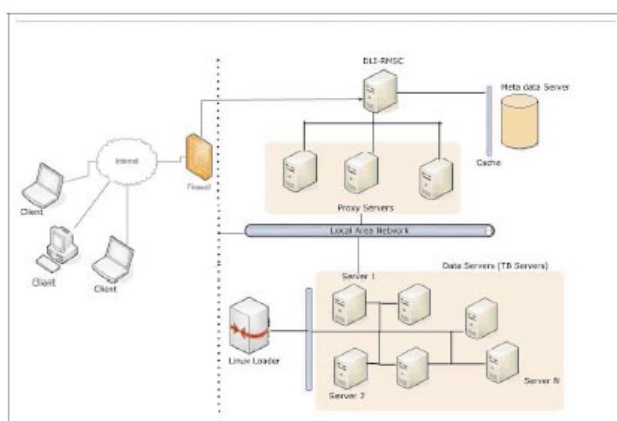 DLI-RMSC
Meta data Server
Internet
Firewall
Cache
Client
Proxy Servers
Local Area Network
Client
Client
Data Servers (TB Servers)
Server 1
Linux Loader
Server 2
Server N